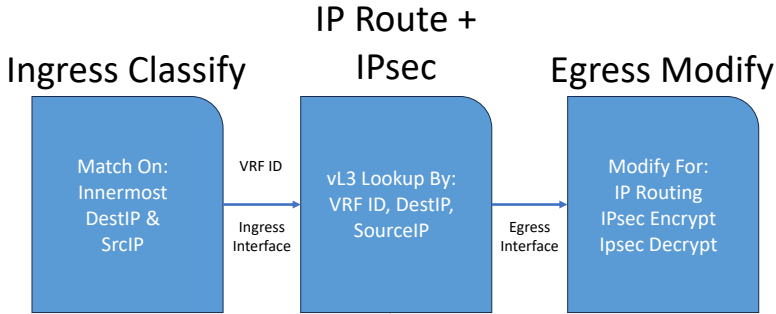 Ingress Classify
IP Route +
IPsec
Egress Modify
Match On:
Innermost
DestIP &
SrcIP
VRF ID
Ingress
Interface
vL3 Lookup By:
VRF ID, DestIP,
SourceIP
Egress
Interface
Modify For:
IP Routing
IPsec Encrypt
Ipsec Decrypt